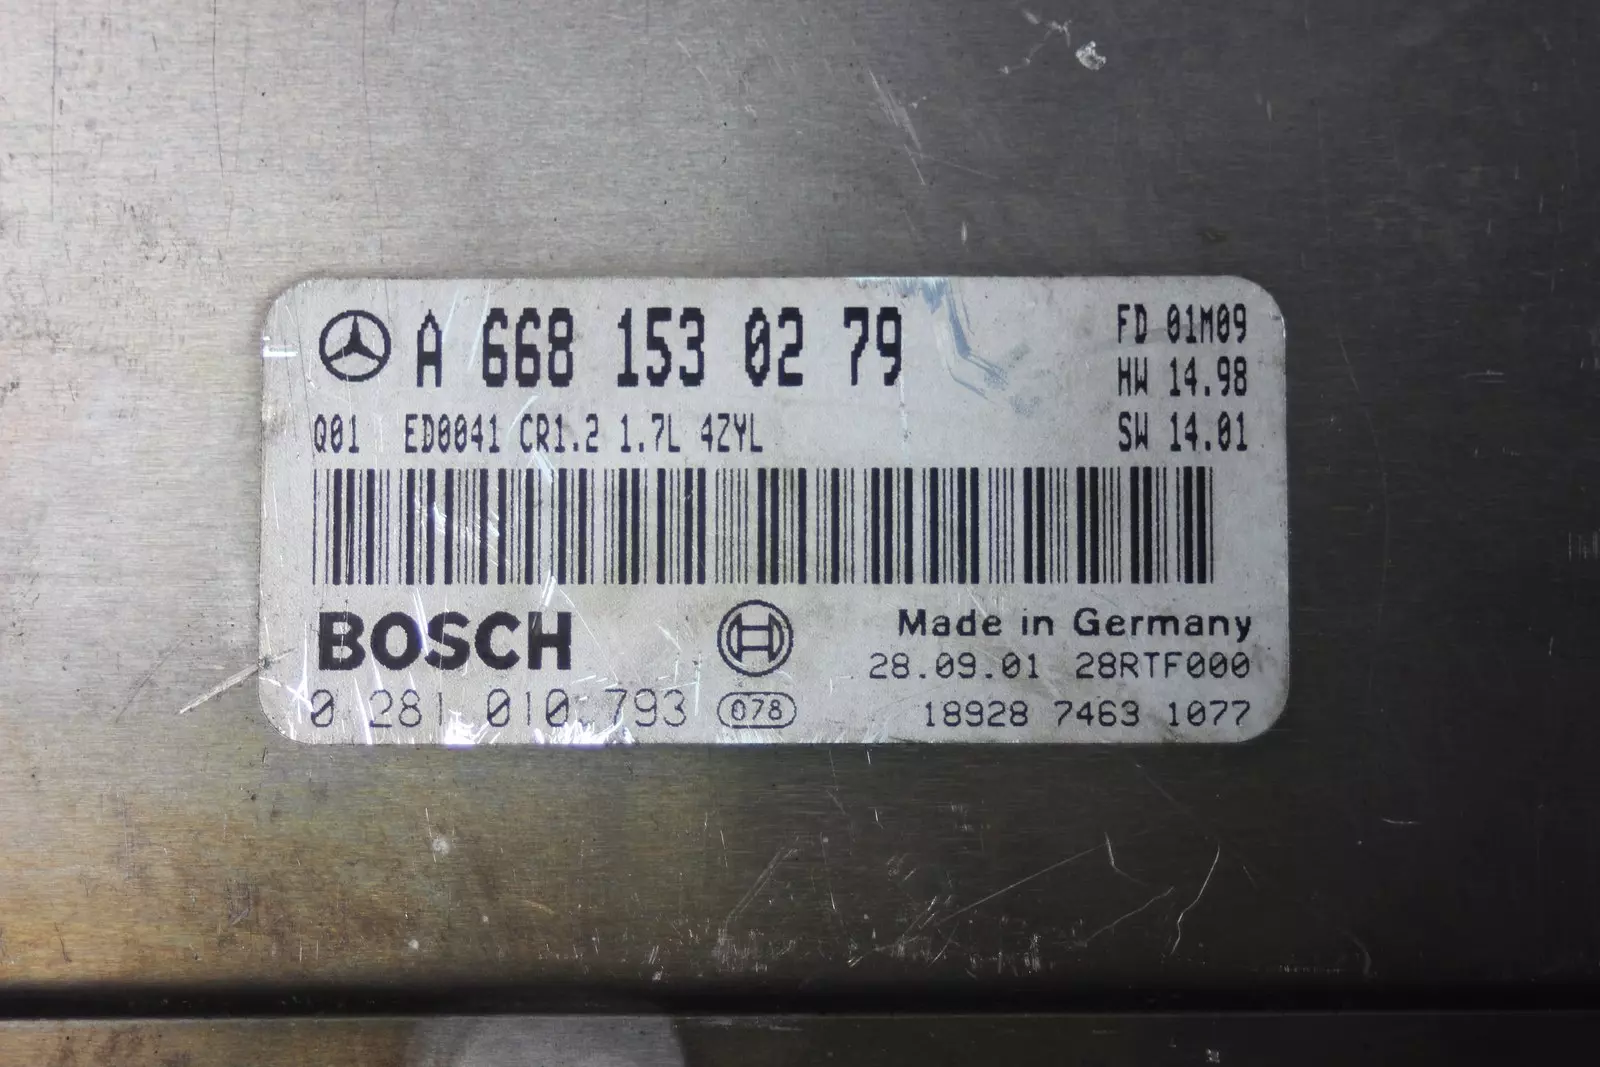 A 668 153 02 79
FD 01M09
HW 14.98
Q01 ED0041 CR1.2 1.7L 4ZYL
SW 14.01
BOSCH
Made in Germany
28.09.01 28RTF000
0 281 010 793
078
18928 7463 1077